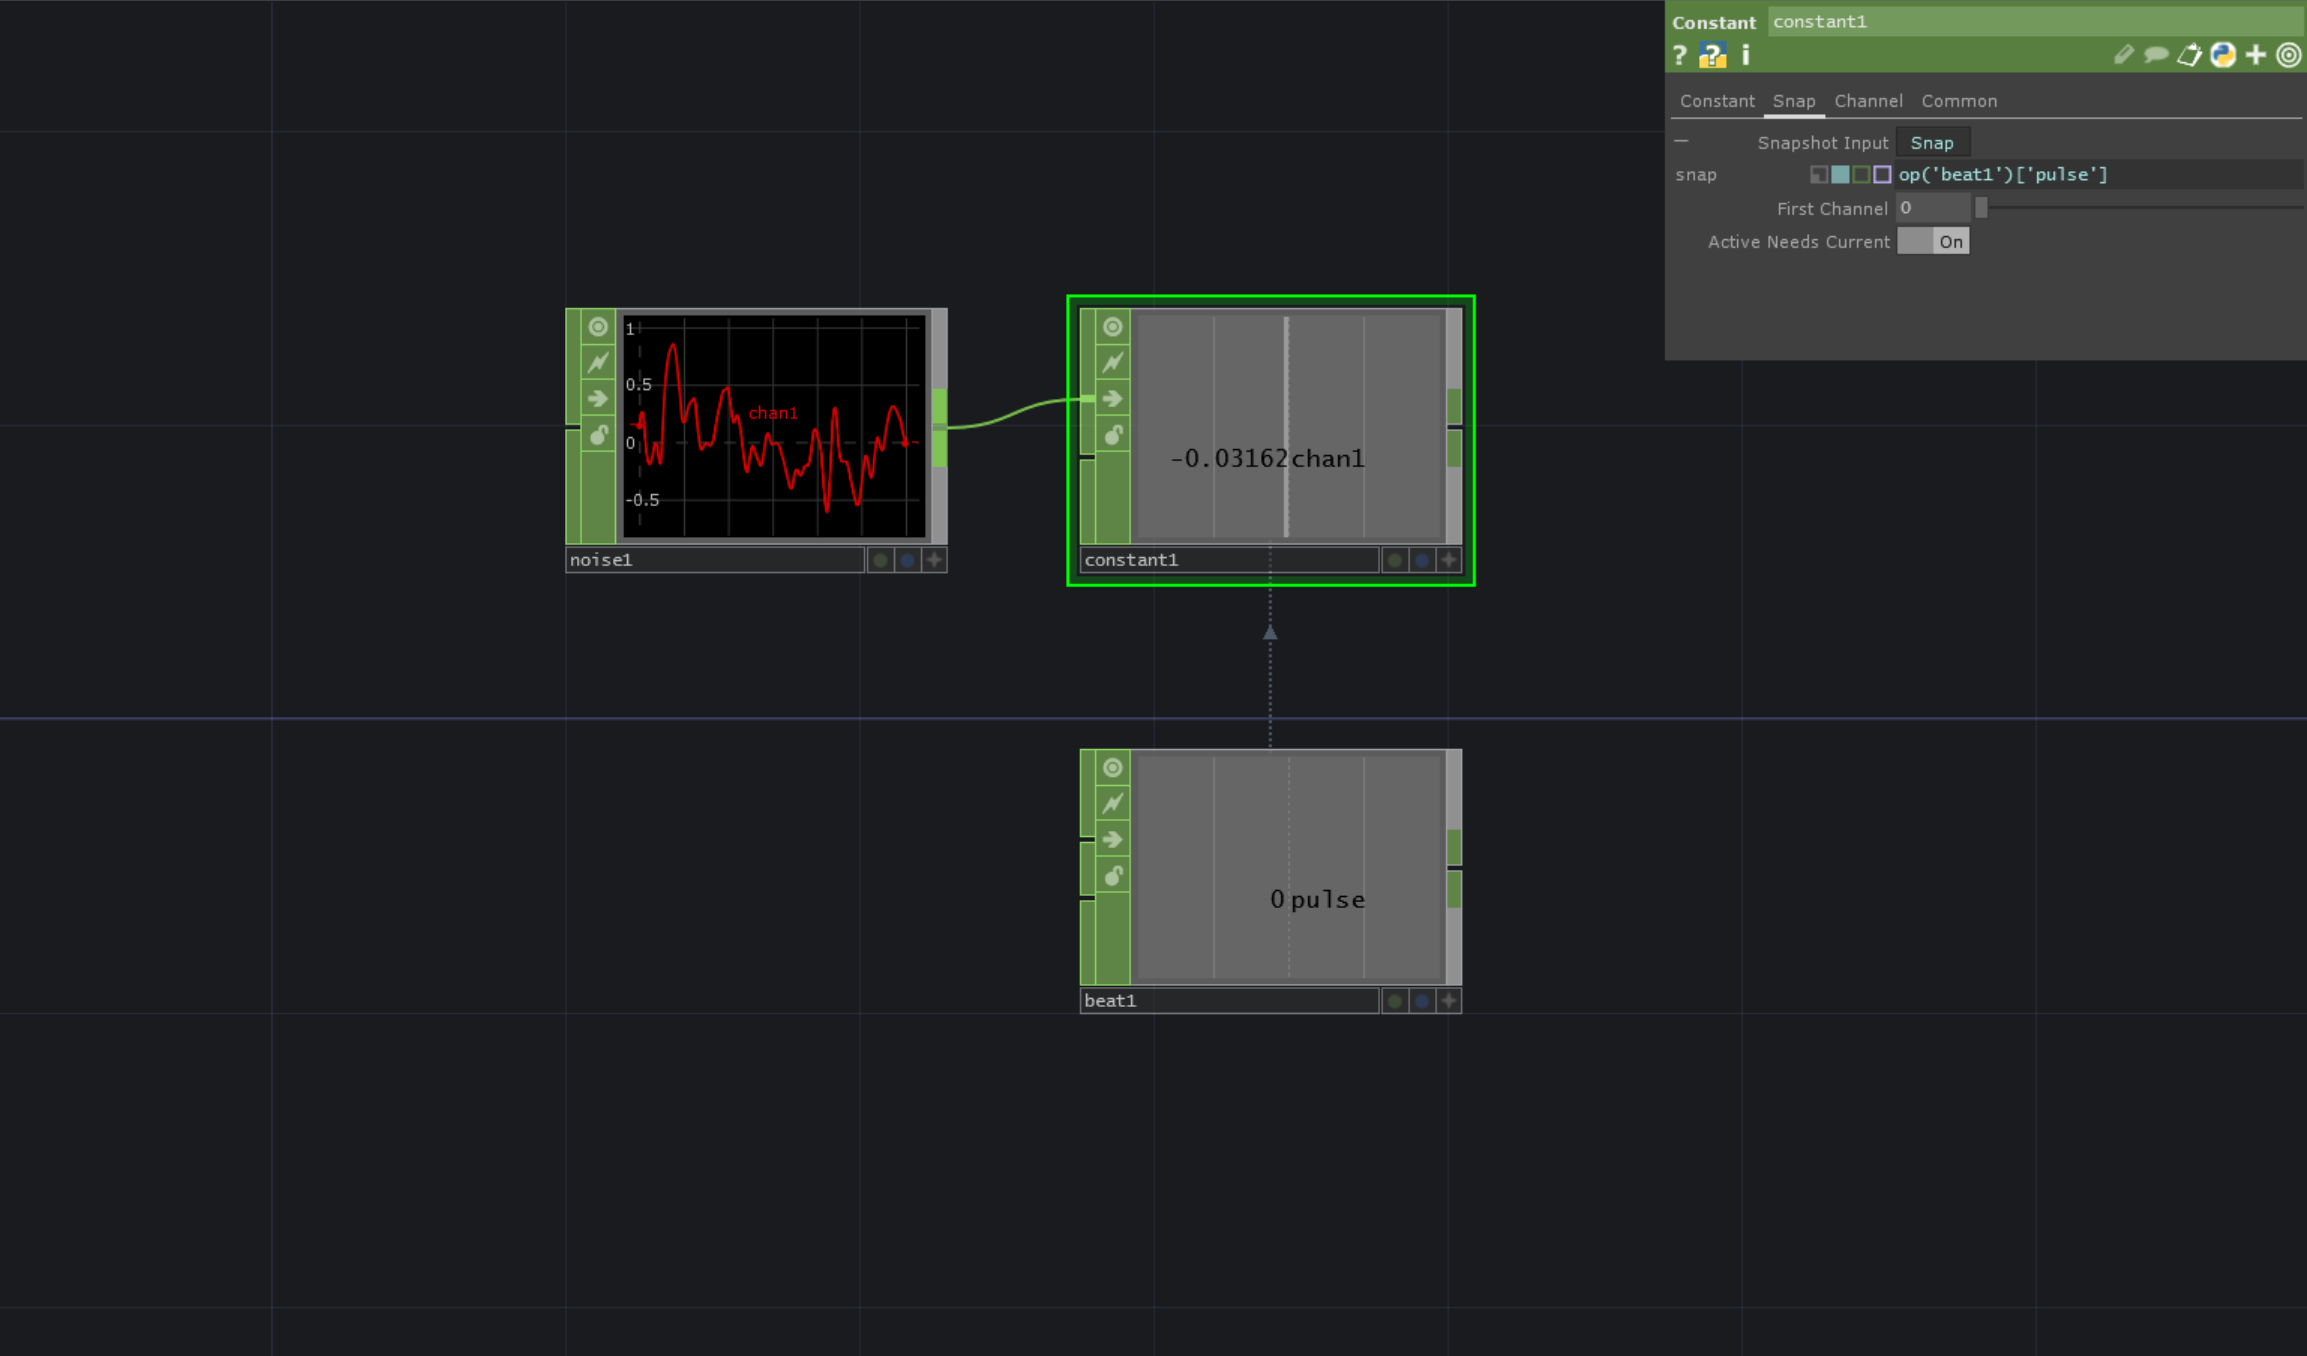 Constant constant1
? ? i
Constant Snap Channel Common
Snapshot Input Snap
snap op('beat1')['pulse']
First Channel 0
Active Needs Current On
1
0.5
chan1
0
-0.5
noise1
-0.03162 chan1
constant1
0 pulse
beat1